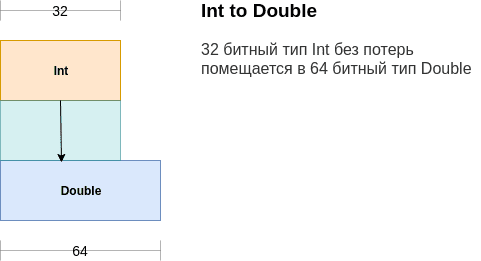 32
Int to Double
32 битный тип Int без потерь
помещается в 64 битный тип Double
Int
Double
64